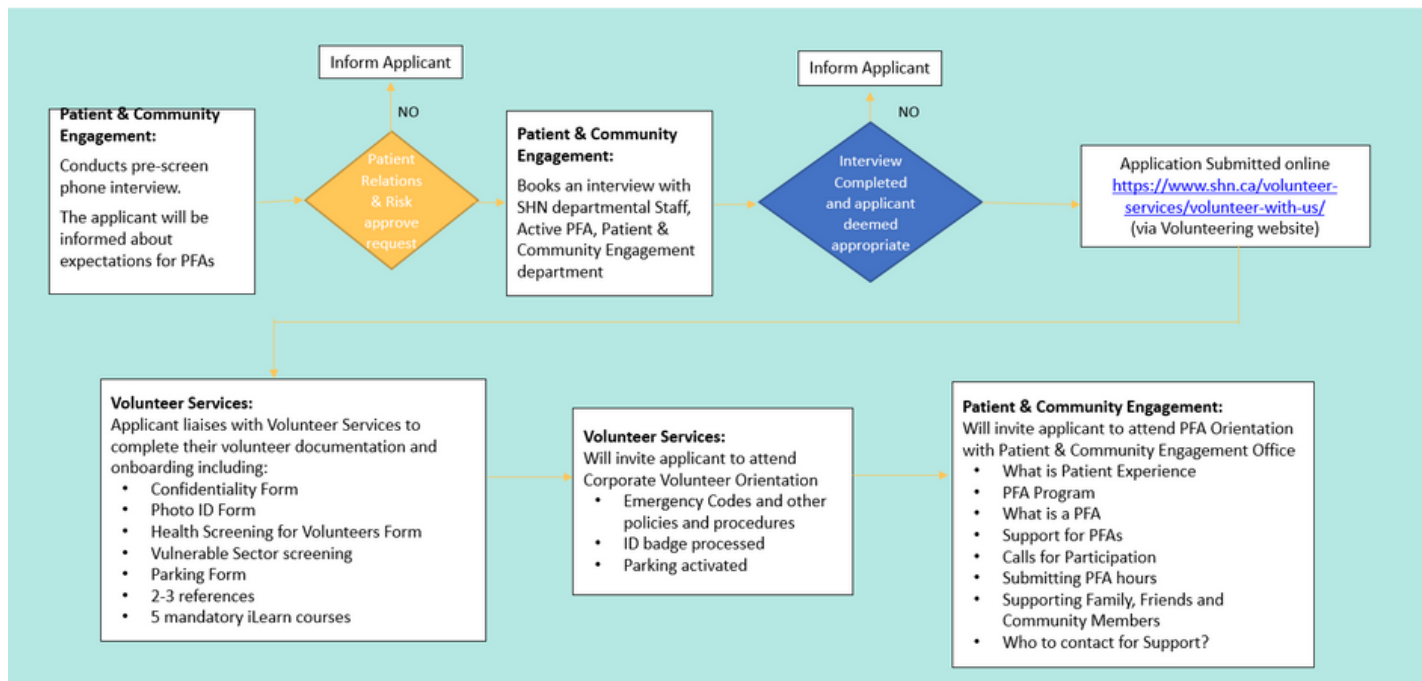 Inform Applicant
NO
Patient & Community
Engagement:
Conducts pre-screen
phone interview.
The applicant will be
informed about
expectations for PFAs
Patient
Relations
& Risk
approve
request
Patient & Community
Engagement:
Books an interview with
SHN departmental Staff,
Active PFA, Patient &
Community Engagement
department
Inform Applicant
NO
Interview
Completed
and applicant
deemed
appropriate
Application Submitted online
https://www.shn.ca/volunteer-
services/volunteer-with-us/
(via Volunteering website)
Volunteer Services:
Applicant liaises with Volunteer Services to
complete their volunteer documentation and
onboarding including:
• Confidentiality Form
• Photo ID Form
• Health Screening for Volunteers Form
• Vulnerable Sector screening
• Parking Form
• 2-3 references
• 5 mandatory iLearn courses
Volunteer Services:
Will invite applicant to attend
Corporate Volunteer Orientation
• Emergency Codes and other
policies and procedures
• ID badge processed
• Parking activated
Patient & Community Engagement:
Will invite applicant to attend PFA Orientation
with Patient & Community Engagement Office
• What is Patient Experience
• PFA Program
• What is a PFA
• Support for PFAs
• Calls for Participation
• Submitting PFA hours
• Supporting Family, Friends and
Community Members
• Who to contact for Support?